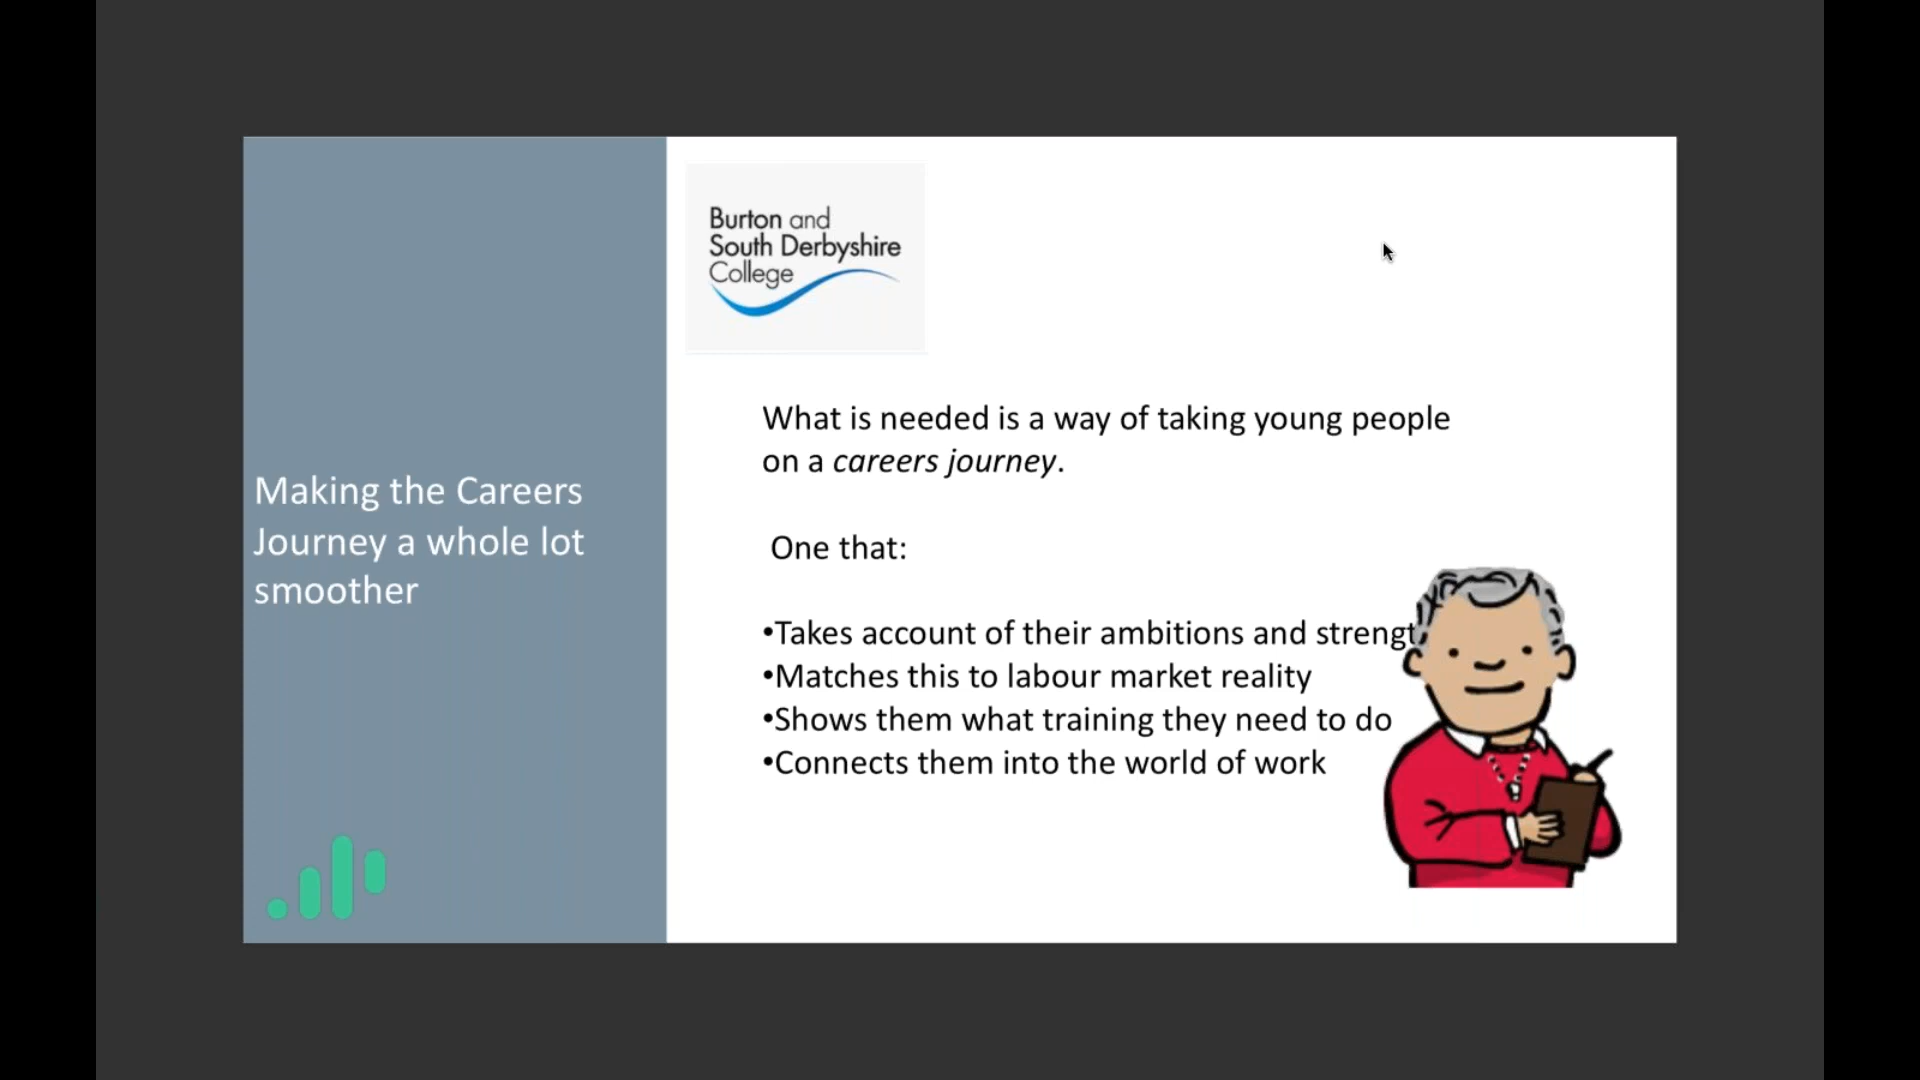 Burton and
South Derbyshire
College
Making the Careers
Journey a whole lot
smoother
What is needed is a way of taking young people
on a careers journey.
One that:
•Takes account of their ambitions and strengt
•Matches this to labour market reality
•Shows them what training they need to do
•Connects them into the world of work